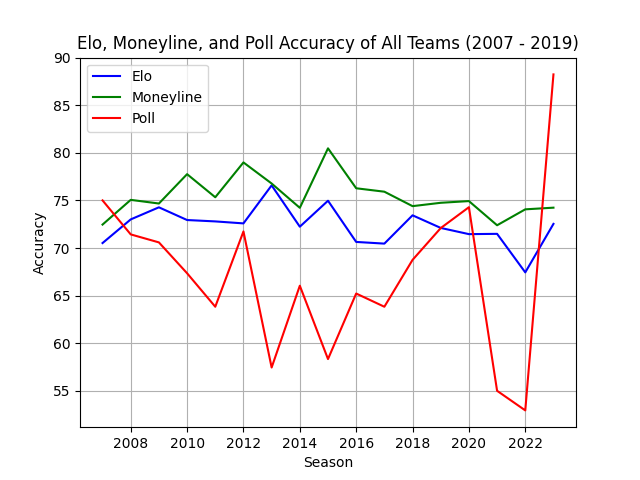 Elo, Moneyline, and Poll Accuracy of All Teams (2007 - 2019)
Elo
Moneyline
Poll
90
85
80
75
70
65
60
55
Accuracy
2008 2010 2012 2014 2016 2018 2020 2022
Season